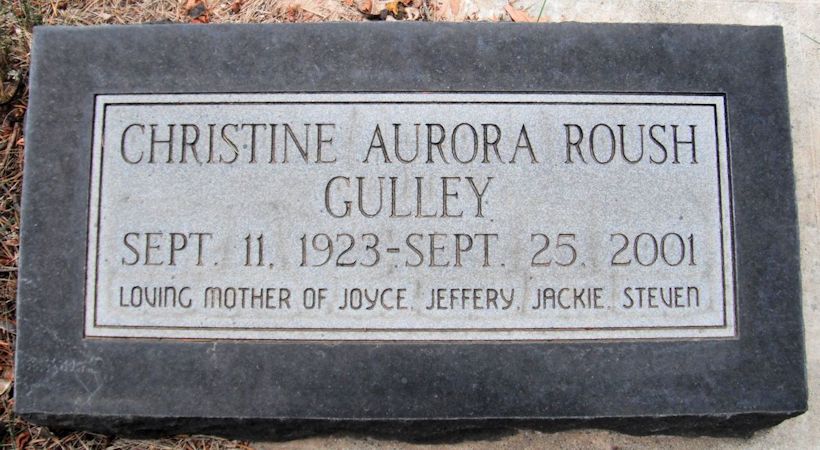 CHRISTINE AURORA ROUSH
GULLEY
SEPT. 11, 1923-SEPT. 25, 2001
LOVING MOTHER OF JOYCE, JEFFERY, JACKIE, STEVEN